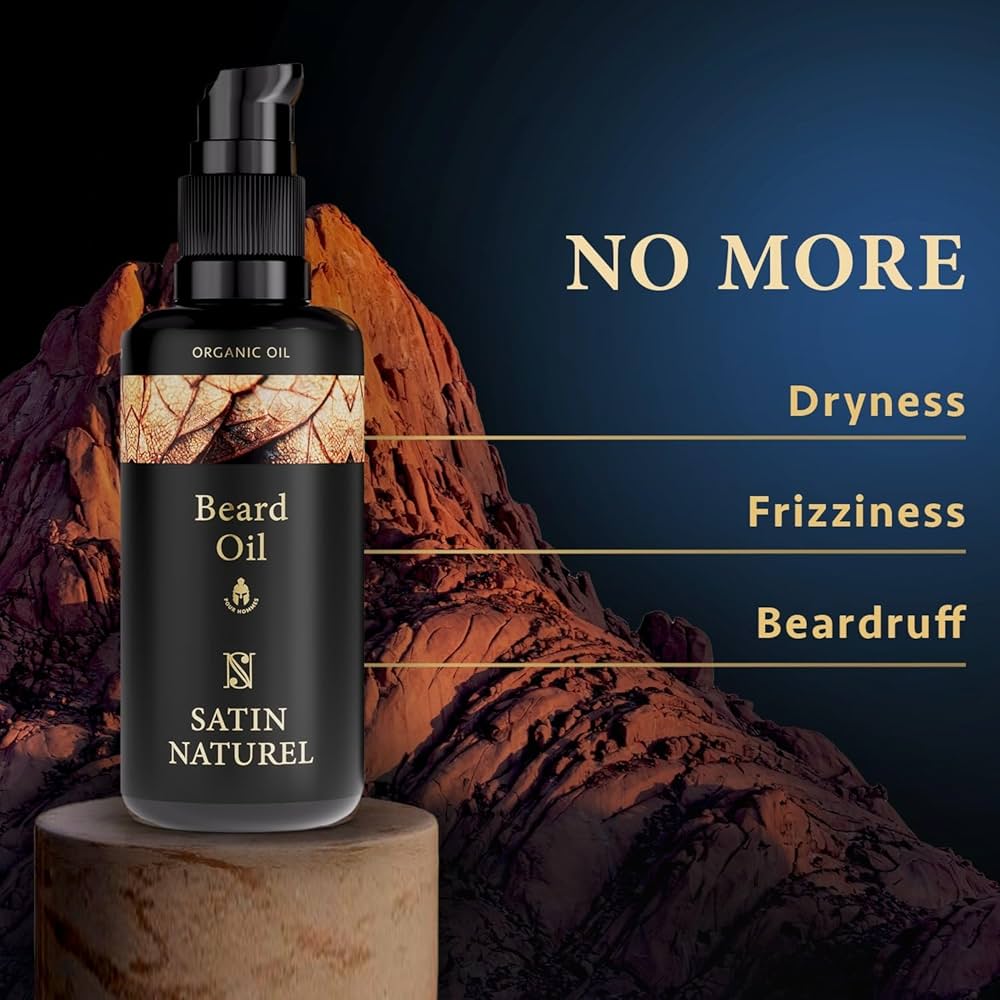 ORGANIC OIL
Beard
Oil
POUR HOMMES
SN
SATIN
NATUREL
NO MORE
Dryness
Frizziness
Beardruff